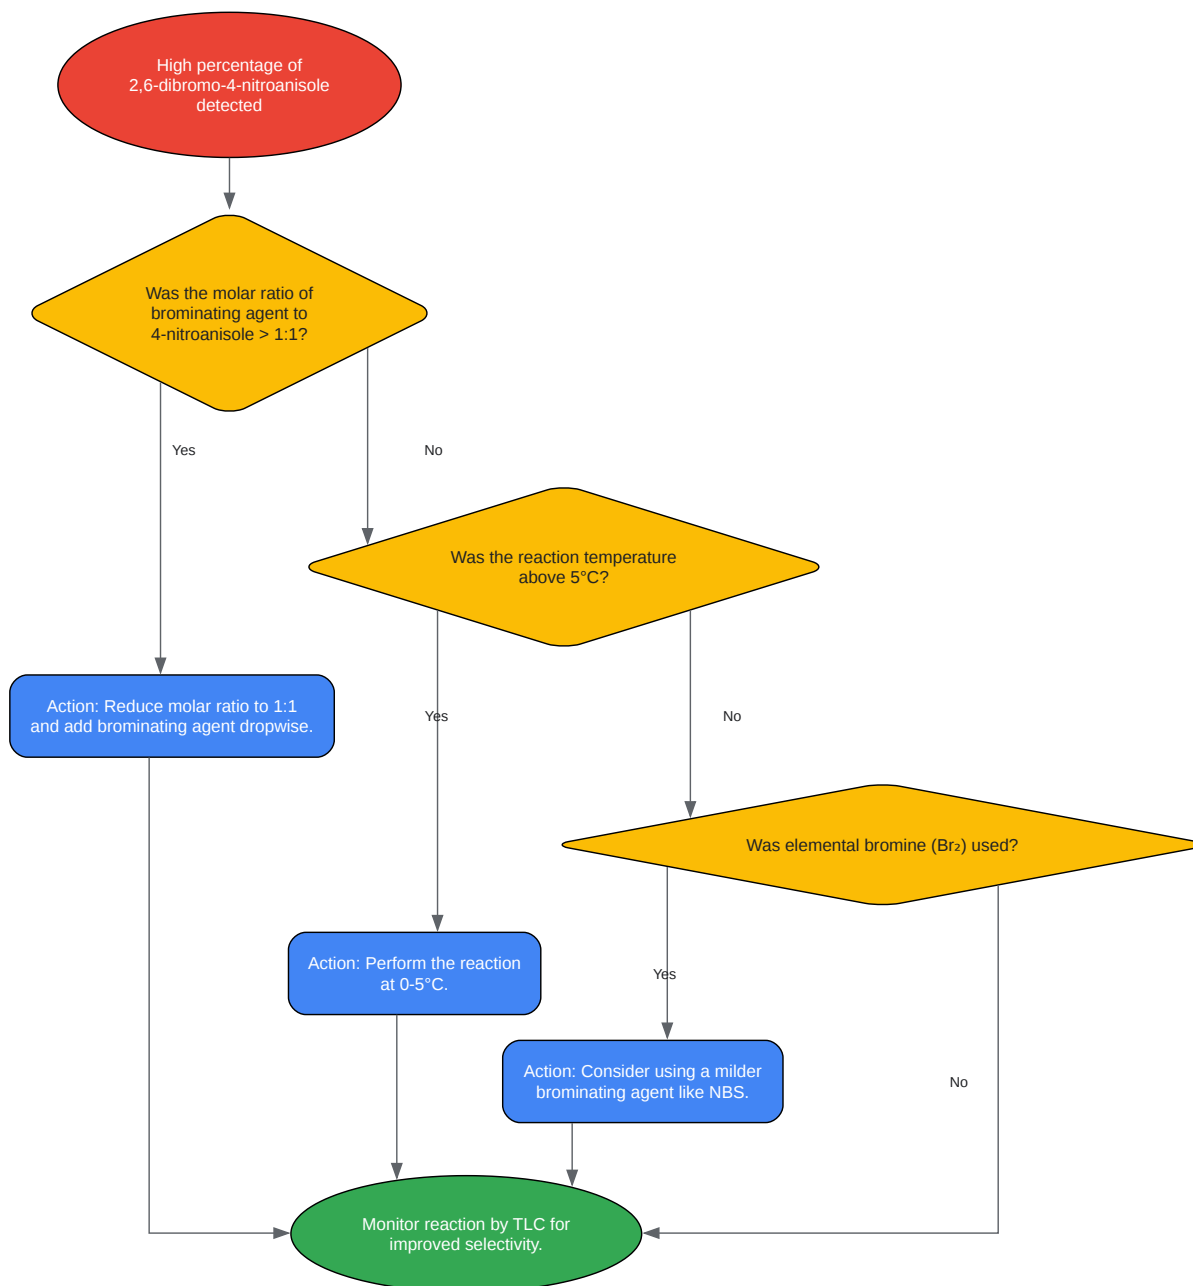 High percentage of
2,6-dibromo-4-nitroanisole
detected
Was the molar ratio of
brominating agent to
4-nitroanisole > 1:1?
Yes
No
Was the reaction temperature
above 5°C?
Action: Reduce molar ratio to 1:1
and add brominating agent dropwise.
Yes
No
Was elemental bromine (Br₂) used?
Action: Perform the reaction
at 0-5°C.
Yes
Action: Consider using a milder
brominating agent like NBS.
No
Monitor reaction by TLC for
improved selectivity.